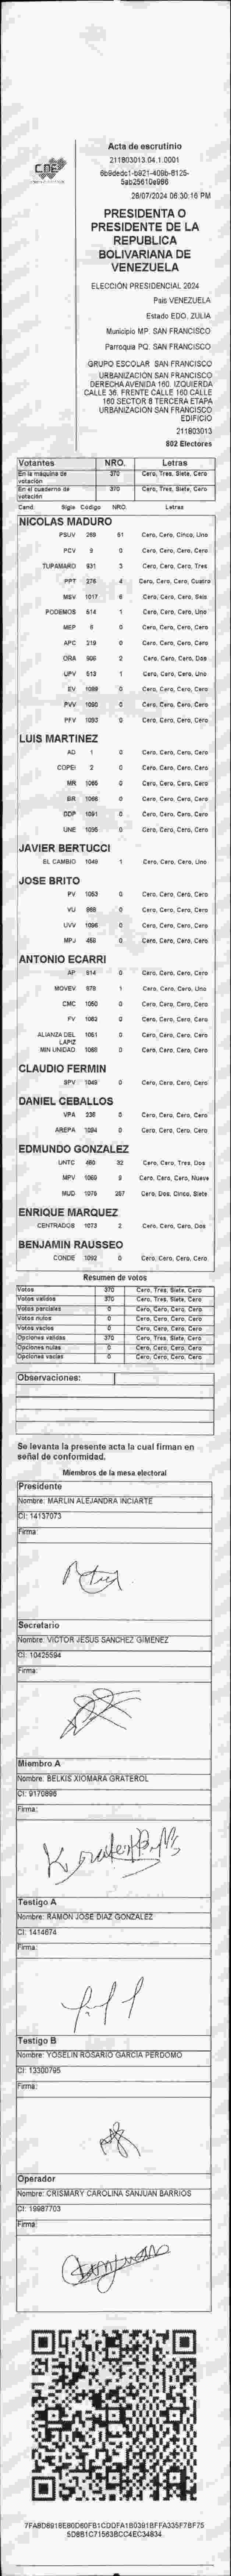 CNE
Acta de escrutinio
211803013.04.1.0001
6b9dedc1-b921-409b-8125-
5ab25610e986
28/07/2024 06:30:16 PM
PRESIDENTA O
PRESIDENTE DE LA
REPUBLICA
BOLIVARIANA DE
VENEZUELA
ELECCIÓN PRESIDENCIAL 2024
Pais VENEZUELA
Estado EDO. ZULIA
Municipio MP. SAN FRANCISCO
Parroquia PQ. SAN FRANCISCO
GRUPO ESCOLAR SAN FRANCISCO
URBANIZACION SAN FRANCISCO
DERECHA AVENIDA 160. IZQUIERDA
CALLE 36. FRENTE CALLE 160 CALLE
160 SECTOR 8 TERCERA ETAPA
URBANIZACION SAN FRANCISCO
EDIFICIO
211803013
802 Electores
Votantes NRO. Letras
En la máquina de votación 370 Cero, Tres, Siete, Cero
En el cuaderno de votación 370 Cero, Tres, Siete, Cero
Cand. Sigla Código NRO. Letras
NICOLAS MADURO
PSUV 269 51 Cero, Cero, Cinco, Uno
PCV 9 0 Cero, Cero, Cero, Cero
TUPAMARO 931 3 Cero, Cero, Cero, Tres
PPT 276 4 Cero, Cero, Cero, Cuatro
MSV 1017 6 Cero, Cero, Cero, Seis
PODEMOS 514 1 Cero, Cero, Cero, Uno
MEP 8 0 Cero, Cero, Cero, Cero
APC 219 0 Cero, Cero, Cero, Cero
ORA 906 2 Cero, Cero, Cero, Dos
UPV 513 1 Cero, Cero, Cero, Uno
EV 1089 0 Cero, Cero, Cero, Cero
PVV 1090 0 Cero, Cero, Cero, Cero
PFV 1093 0 Cero, Cero, Cero, Cero
LUIS MARTINEZ
AD 1 0 Cero, Cero, Cero, Cero
COPEI 2 0 Cero, Cero, Cero, Cero
MR 1065 0 Cero, Cero, Cero, Cero
BR 1066 0 Cero, Cero, Cero, Cero
DDP 1091 0 Cero, Cero, Cero, Cero
UNE 1095 0 Cero, Cero, Cero, Cero
JAVIER BERTUCCI
EL CAMBIO 1049 1 Cero, Cero, Cero, Uno
JOSE BRITO
PV 1053 0 Cero, Cero, Cero, Cero
VU 968 0 Cero, Cero, Cero, Cero
UVV 1096 0 Cero, Cero, Cero, Cero
MPJ 458 0 Cero, Cero, Cero, Cero
ANTONIO ECARRI
AP 914 0 Cero, Cero, Cero, Cero
MOVEV 978 1 Cero, Cero, Cero, Uno
CMC 1050 0 Cero, Cero, Cero, Cero
FV 1062 0 Cero, Cero, Cero, Cero
ALIANZA DEL LAPIZ 1061 0 Cero, Cero, Cero, Cero
MIN UNIDAD 1068 0 Cero, Cero, Cero, Cero
CLAUDIO FERMIN
SPV 1043 0 Cero, Cero, Cero, Cero
DANIEL CEBALLOS
VPA 236 0 Cero, Cero, Cero, Cero
AREPA 1094 0 Cero, Cero, Cero, Cero
EDMUNDO GONZALEZ
UNTC 480 32 Cero, Cero, Tres, Dos
MPV 1069 9 Cero, Cero, Cero, Nueve
MUD 1076 257 Cero, Dos, Cinco, Siete
ENRIQUE MARQUEZ
CENTRADOS 1073 2 Cero, Cero, Cero, Dos
BENJAMIN RAUSSEO
CONDE 1092 0 Cero, Cero, Cero, Cero
Resumen de votos
Votos 370 Cero, Tres, Siete, Cero
Votos validos 370 Cero, Tres, Siete, Cero
Votos parciales 0 Cero, Cero, Cero, Cero
Votos nulos 0 Cero, Cero, Cero, Cero
Votos vacios 0 Cero, Cero, Cero, Cero
Opciones validas 370 Cero, Tres, Siete, Cero
Opciones nulas 0 Cero, Cero, Cero, Cero
Opciones vacias 0 Cero, Cero, Cero, Cero
Observaciones:
Se levanta la presente acta la cual firman en
señal de conformidad.
Miembros de la mesa electoral
Presidente
Nombre: MARLIN ALEJANDRA INCIARTE
CI: 14137073
Firma:
Secretario
Nombre: VICTOR JESUS SANCHEZ GIMENEZ
CI: 10425594
Firma:
Miembro A
Nombre: BELKIS XIOMARA GRATEROL
CI: 9170896
Firma:
Testigo A
Nombre: RAMON JOSE DIAZ GONZALEZ
CI: 1414674
Firma:
Testigo B
Nombre: YOSELIN ROSARIO GARCIA PERDOMO
CI: 13300795
Firma:
Operador
Nombre: CRISMARY CAROLINA SANJUAN BARRIOS
CI: 19987703
Firma:
7FA8D891BE80D60FB1CDDFA1B0391BFFA335F7BF75
5D8B1C71563BCC4EC34834